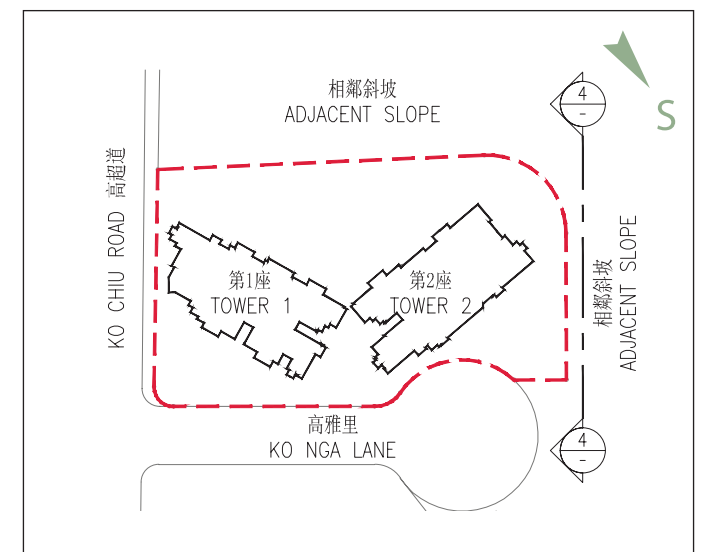 相鄰斜坡
ADJACENT SLOPE
4
-
S
KO CHIU ROAD 高超道
第1座
TOWER 1
第2座
TOWER 2
相鄰斜坡
ADJACENT SLOPE
高雅里
KO NGA LANE
4
-